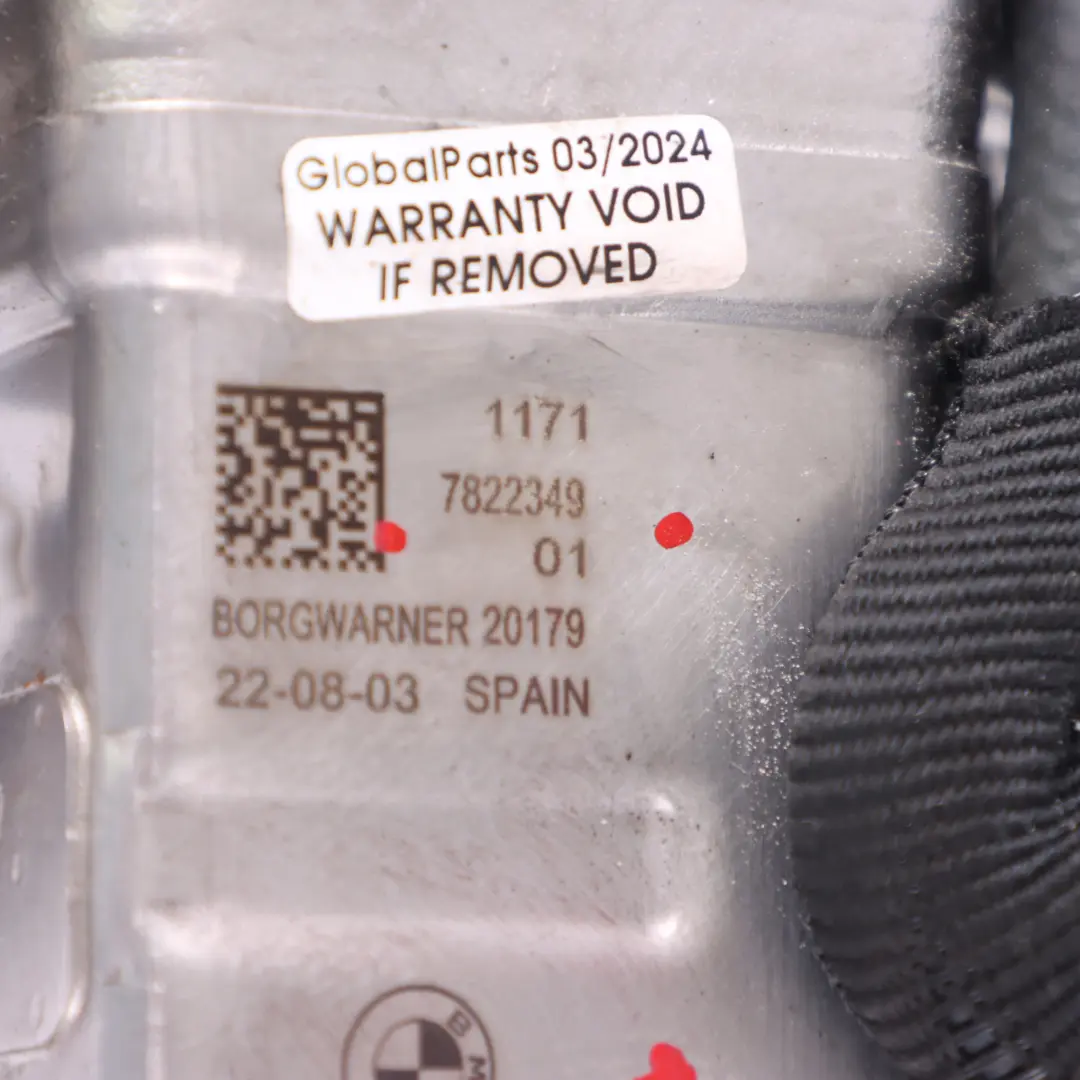 GlobalParts 03/2024
WARRANTY VOID
IF REMOVED
1171
7822349
01
BORGWARNER 20179
22-08-03 SPAIN
B M